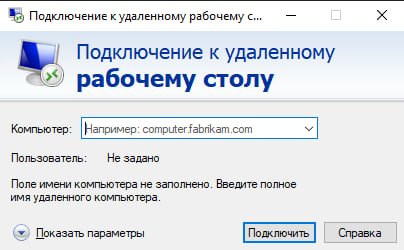 Подключение к удаленному рабочему с...
Подключение к удаленному
рабочему столу
Компьютер: Например: computer.fabrikam.com
Пользователь: Не задано
Поле имени компьютера не заполнено. Введите полное
имя удаленного компьютера.
Показать параметры Подключить Справка